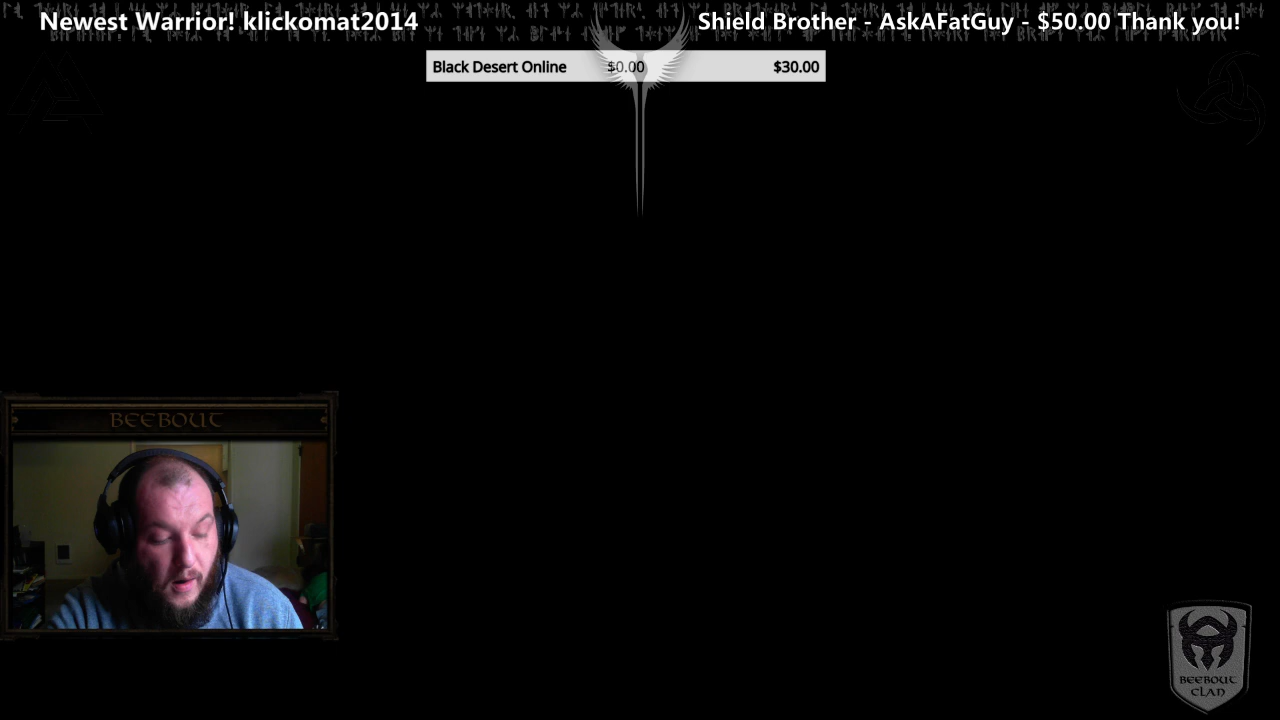 Newest Warrior! klickomat2014
Shield Brother - AskAFatGuy - $50.00 Thank you!
Black Desert Online $0.00 $30.00
BEEBOUT
BEEBOUT
CLAN